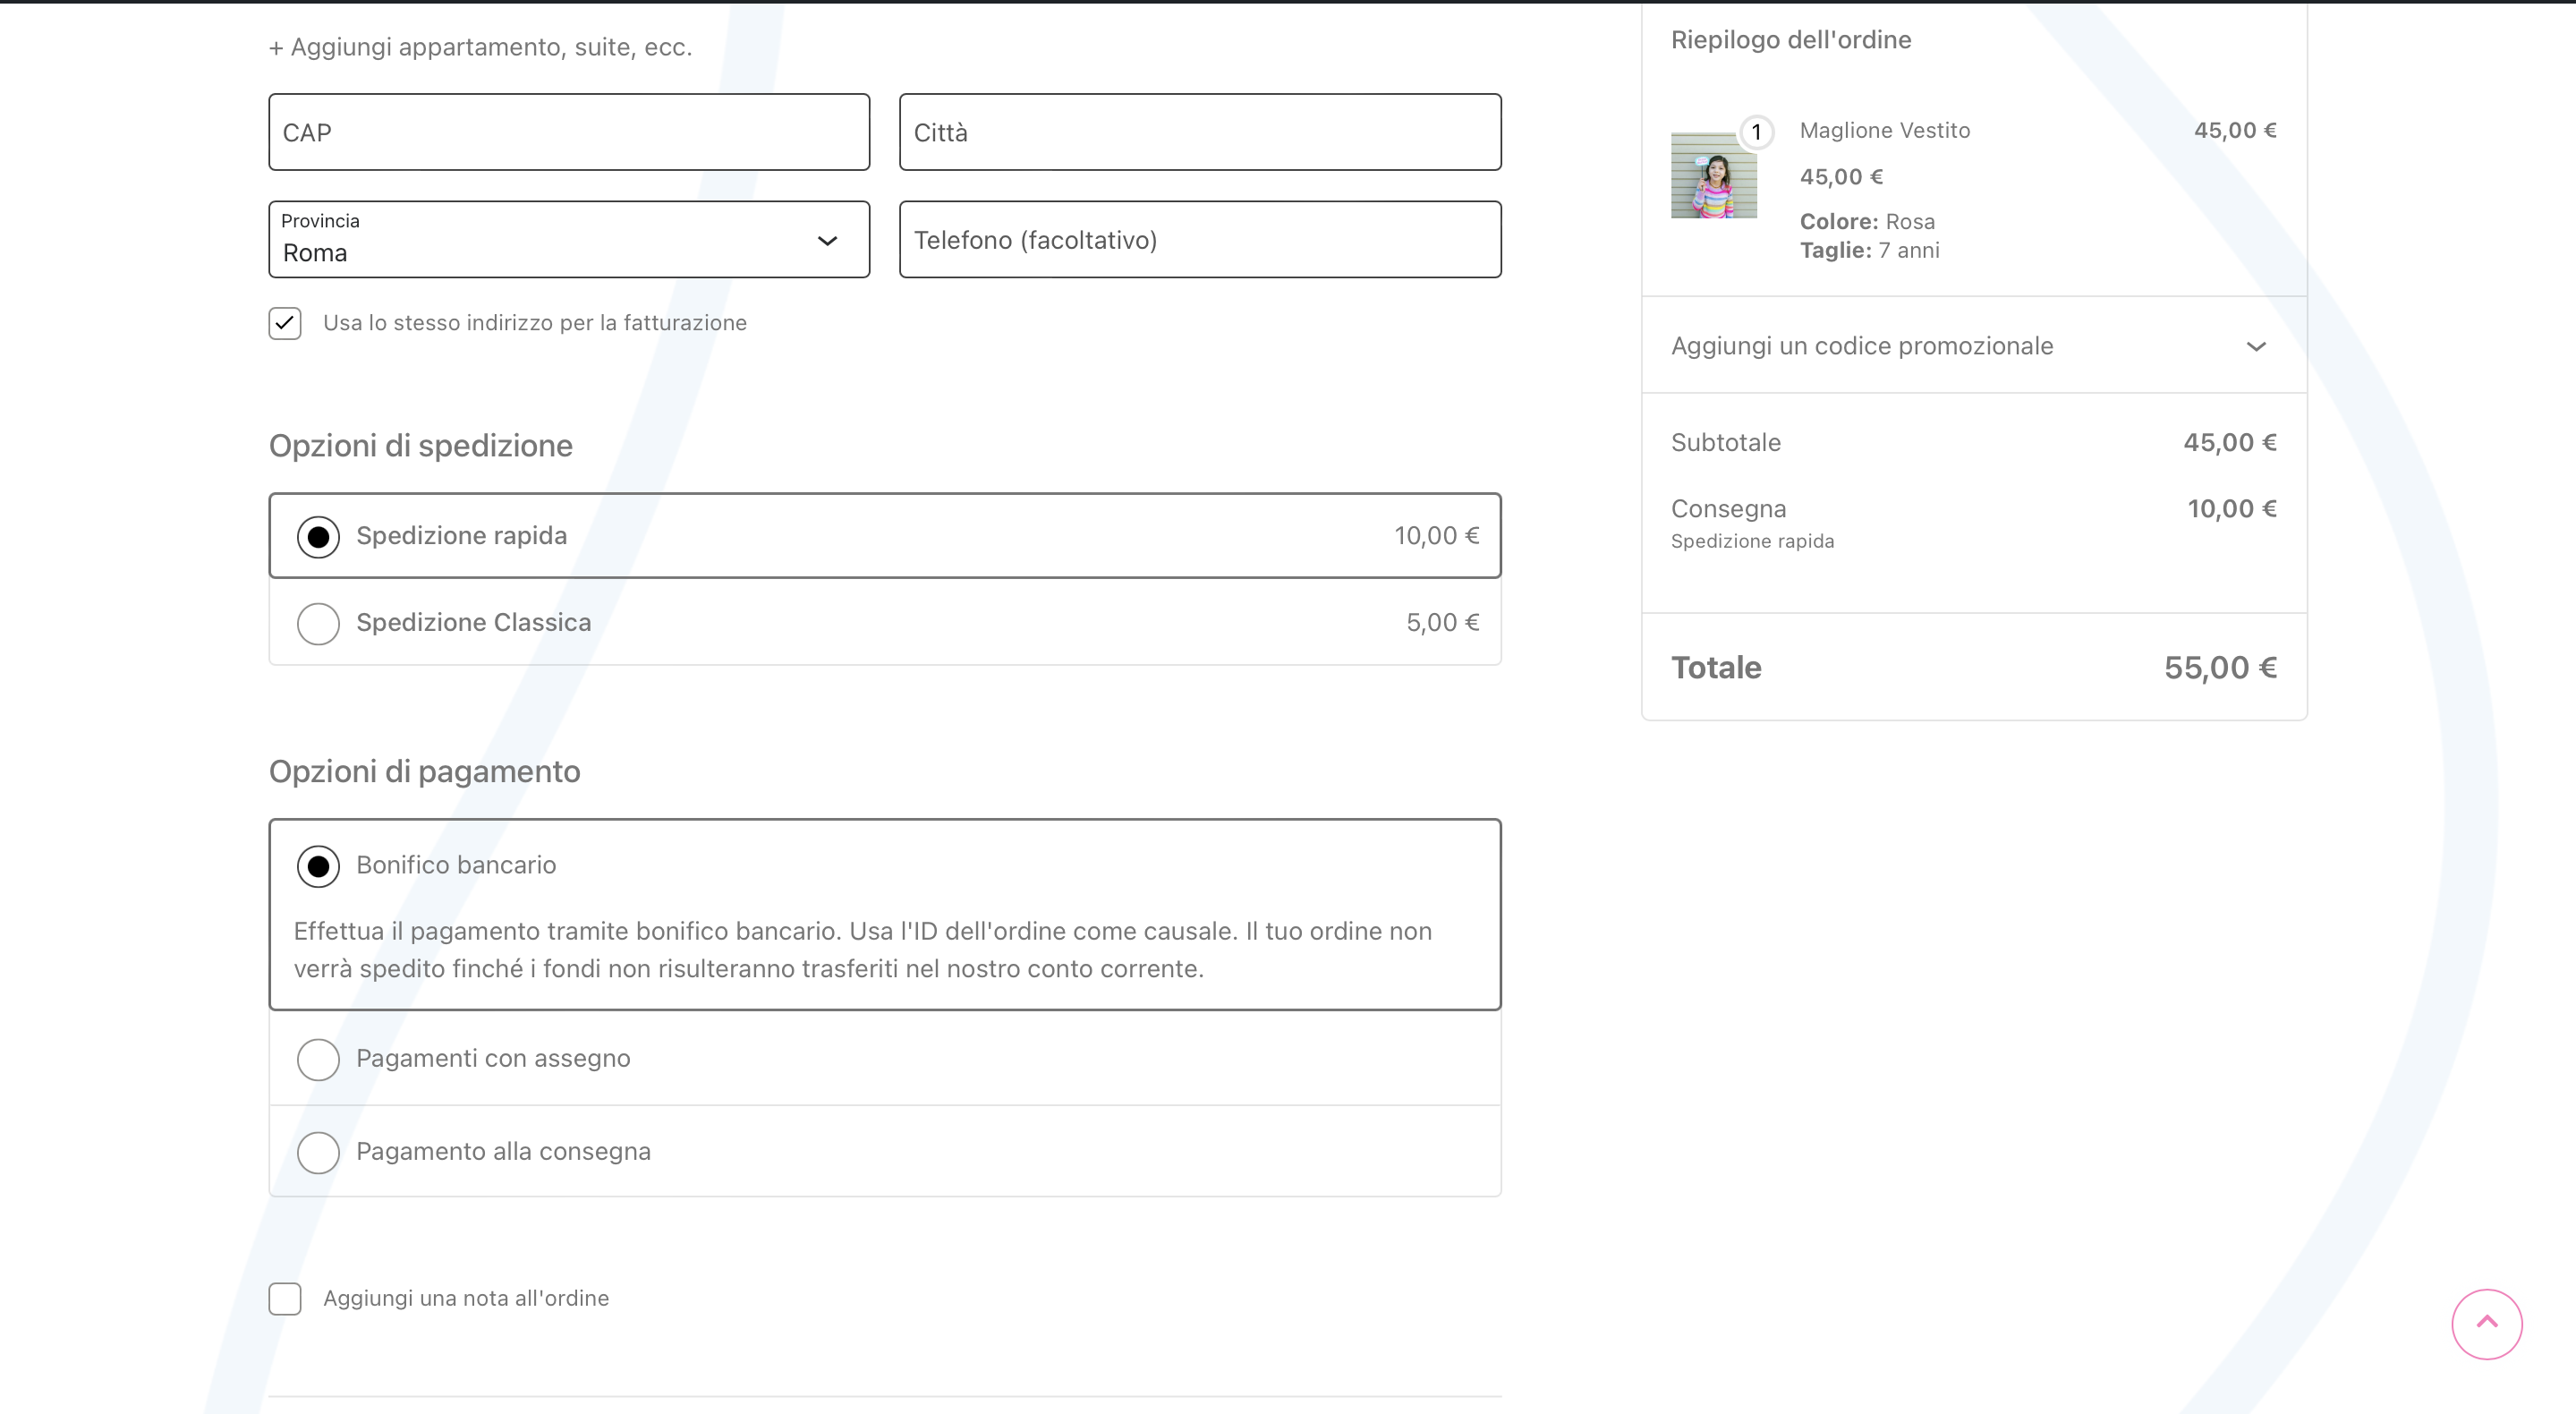 + Aggiungi appartamento, suite, ecc.
CAP
Città
Provincia
Roma
Telefono (facoltativo)
Usa lo stesso indirizzo per la fatturazione
Opzioni di spedizione
Spedizione rapida 10,00 €
Spedizione Classica 5,00 €
Opzioni di pagamento
Bonifico bancario
Effettua il pagamento tramite bonifico bancario. Usa l'ID dell'ordine come causale. Il tuo ordine non
verrà spedito finché i fondi non risulteranno trasferiti nel nostro conto corrente.
Pagamenti con assegno
Pagamento alla consegna
Aggiungi una nota all'ordine
Riepilogo dell'ordine
1
Maglione Vestito 45,00 €
45,00 €
Colore: Rosa
Taglie: 7 anni
Aggiungi un codice promozionale
Subtotale 45,00 €
Consegna 10,00 €
Spedizione rapida
Totale 55,00 €